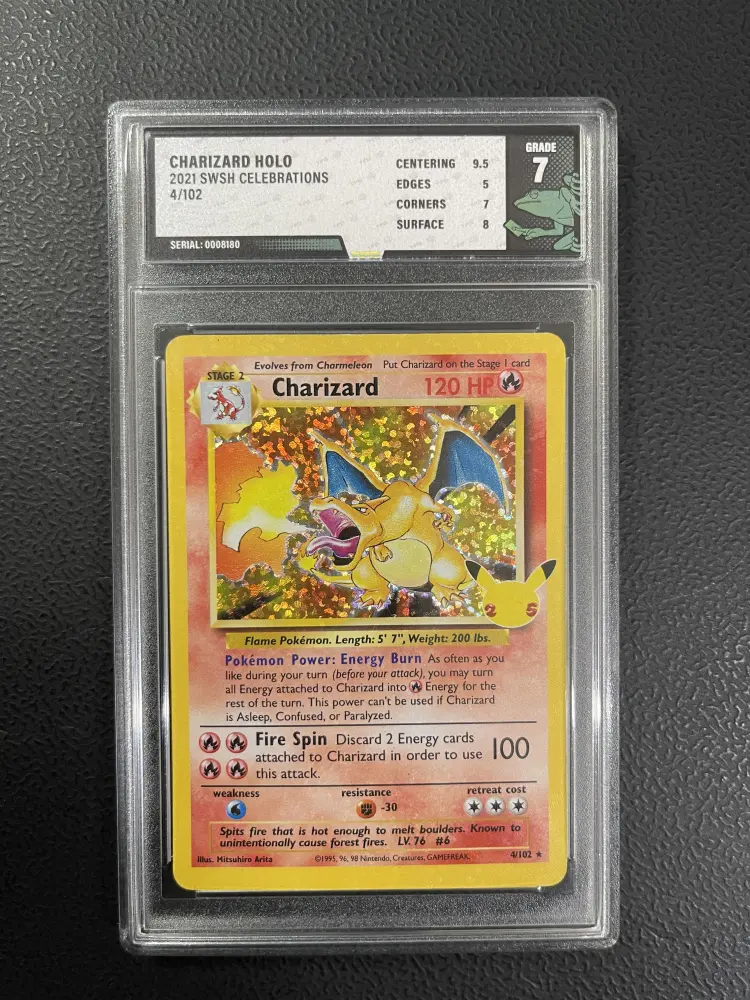 CHARIZARD HOLO
2021 SWSH CELEBRATIONS
4/102
CENTERING 9.5
EDGES 5
CORNERS 7
SURFACE 8
GRADE
7
SERIAL: 0008180
Evolves from Charmeleon Put Charizard on the Stage 1 card
STAGE 2
Charizard 120 HP
2 5
Flame Pokémon. Length: 5' 7", Weight: 200 lbs.
Pokémon Power: Energy Burn As often as you
like during your turn (before your attack), you may turn
all Energy attached to Charizard into Energy for the
rest of the turn. This power can't be used if Charizard
is Asleep, Confused, or Paralyzed.
Fire Spin Discard 2 Energy cards
attached to Charizard in order to use 100
this attack.
weakness resistance retreat cost
-30
Spits fire that is hot enough to melt boulders. Known to
unintentionally cause forest fires. LV. 76 #6
Illus. Mitsuhiro Arita ©1995, 96, 98 Nintendo, Creatures, GAMEFREAK. 4/102 ★